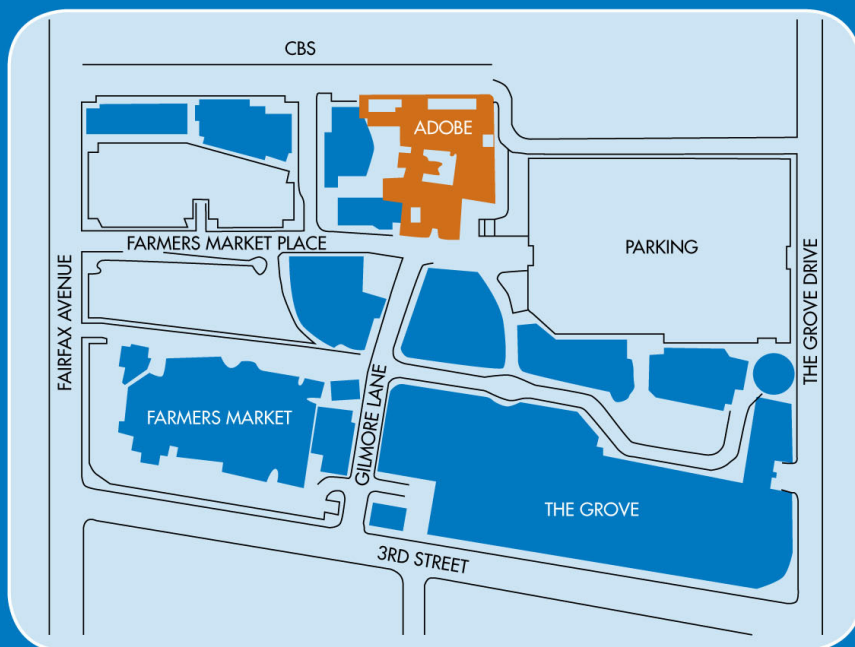 CBS
ADOBE
FARMERS MARKET PLACE
PARKING
FAIRFAX AVENUE
THE GROVE DRIVE
GILMORE LANE
FARMERS MARKET
THE GROVE
3RD STREET